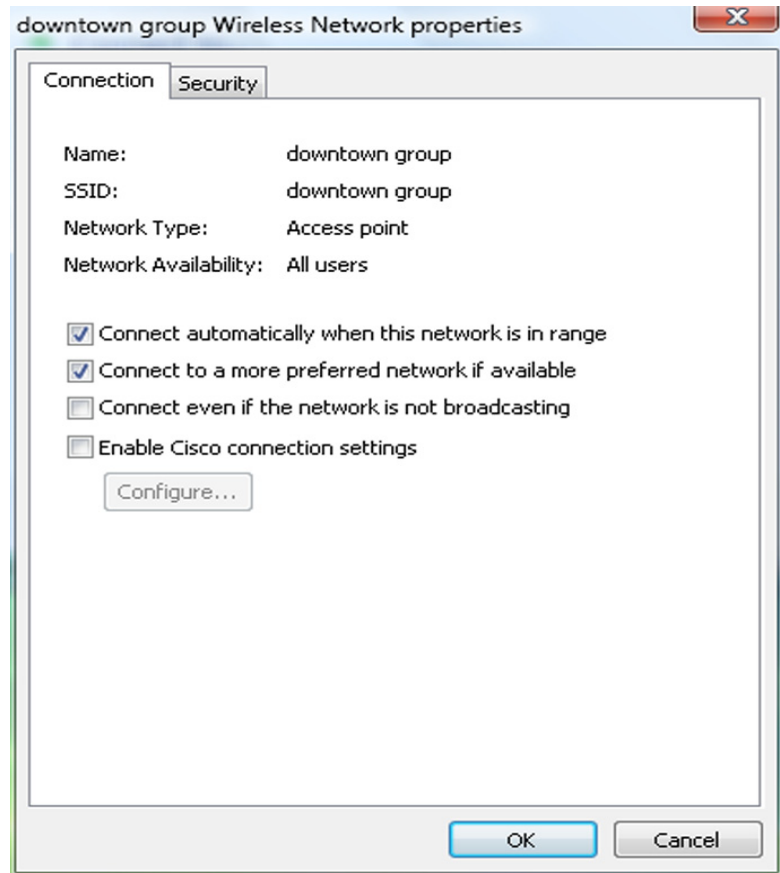 downtown group Wireless Network properties
Connection Security
Name: downtown group
SSID: downtown group
Network Type: Access point
Network Availability: All users
Connect automatically when this network is in range
Connect to a more preferred network if available
Connect even if the network is not broadcasting
Enable Cisco connection settings
Configure...
OK Cancel